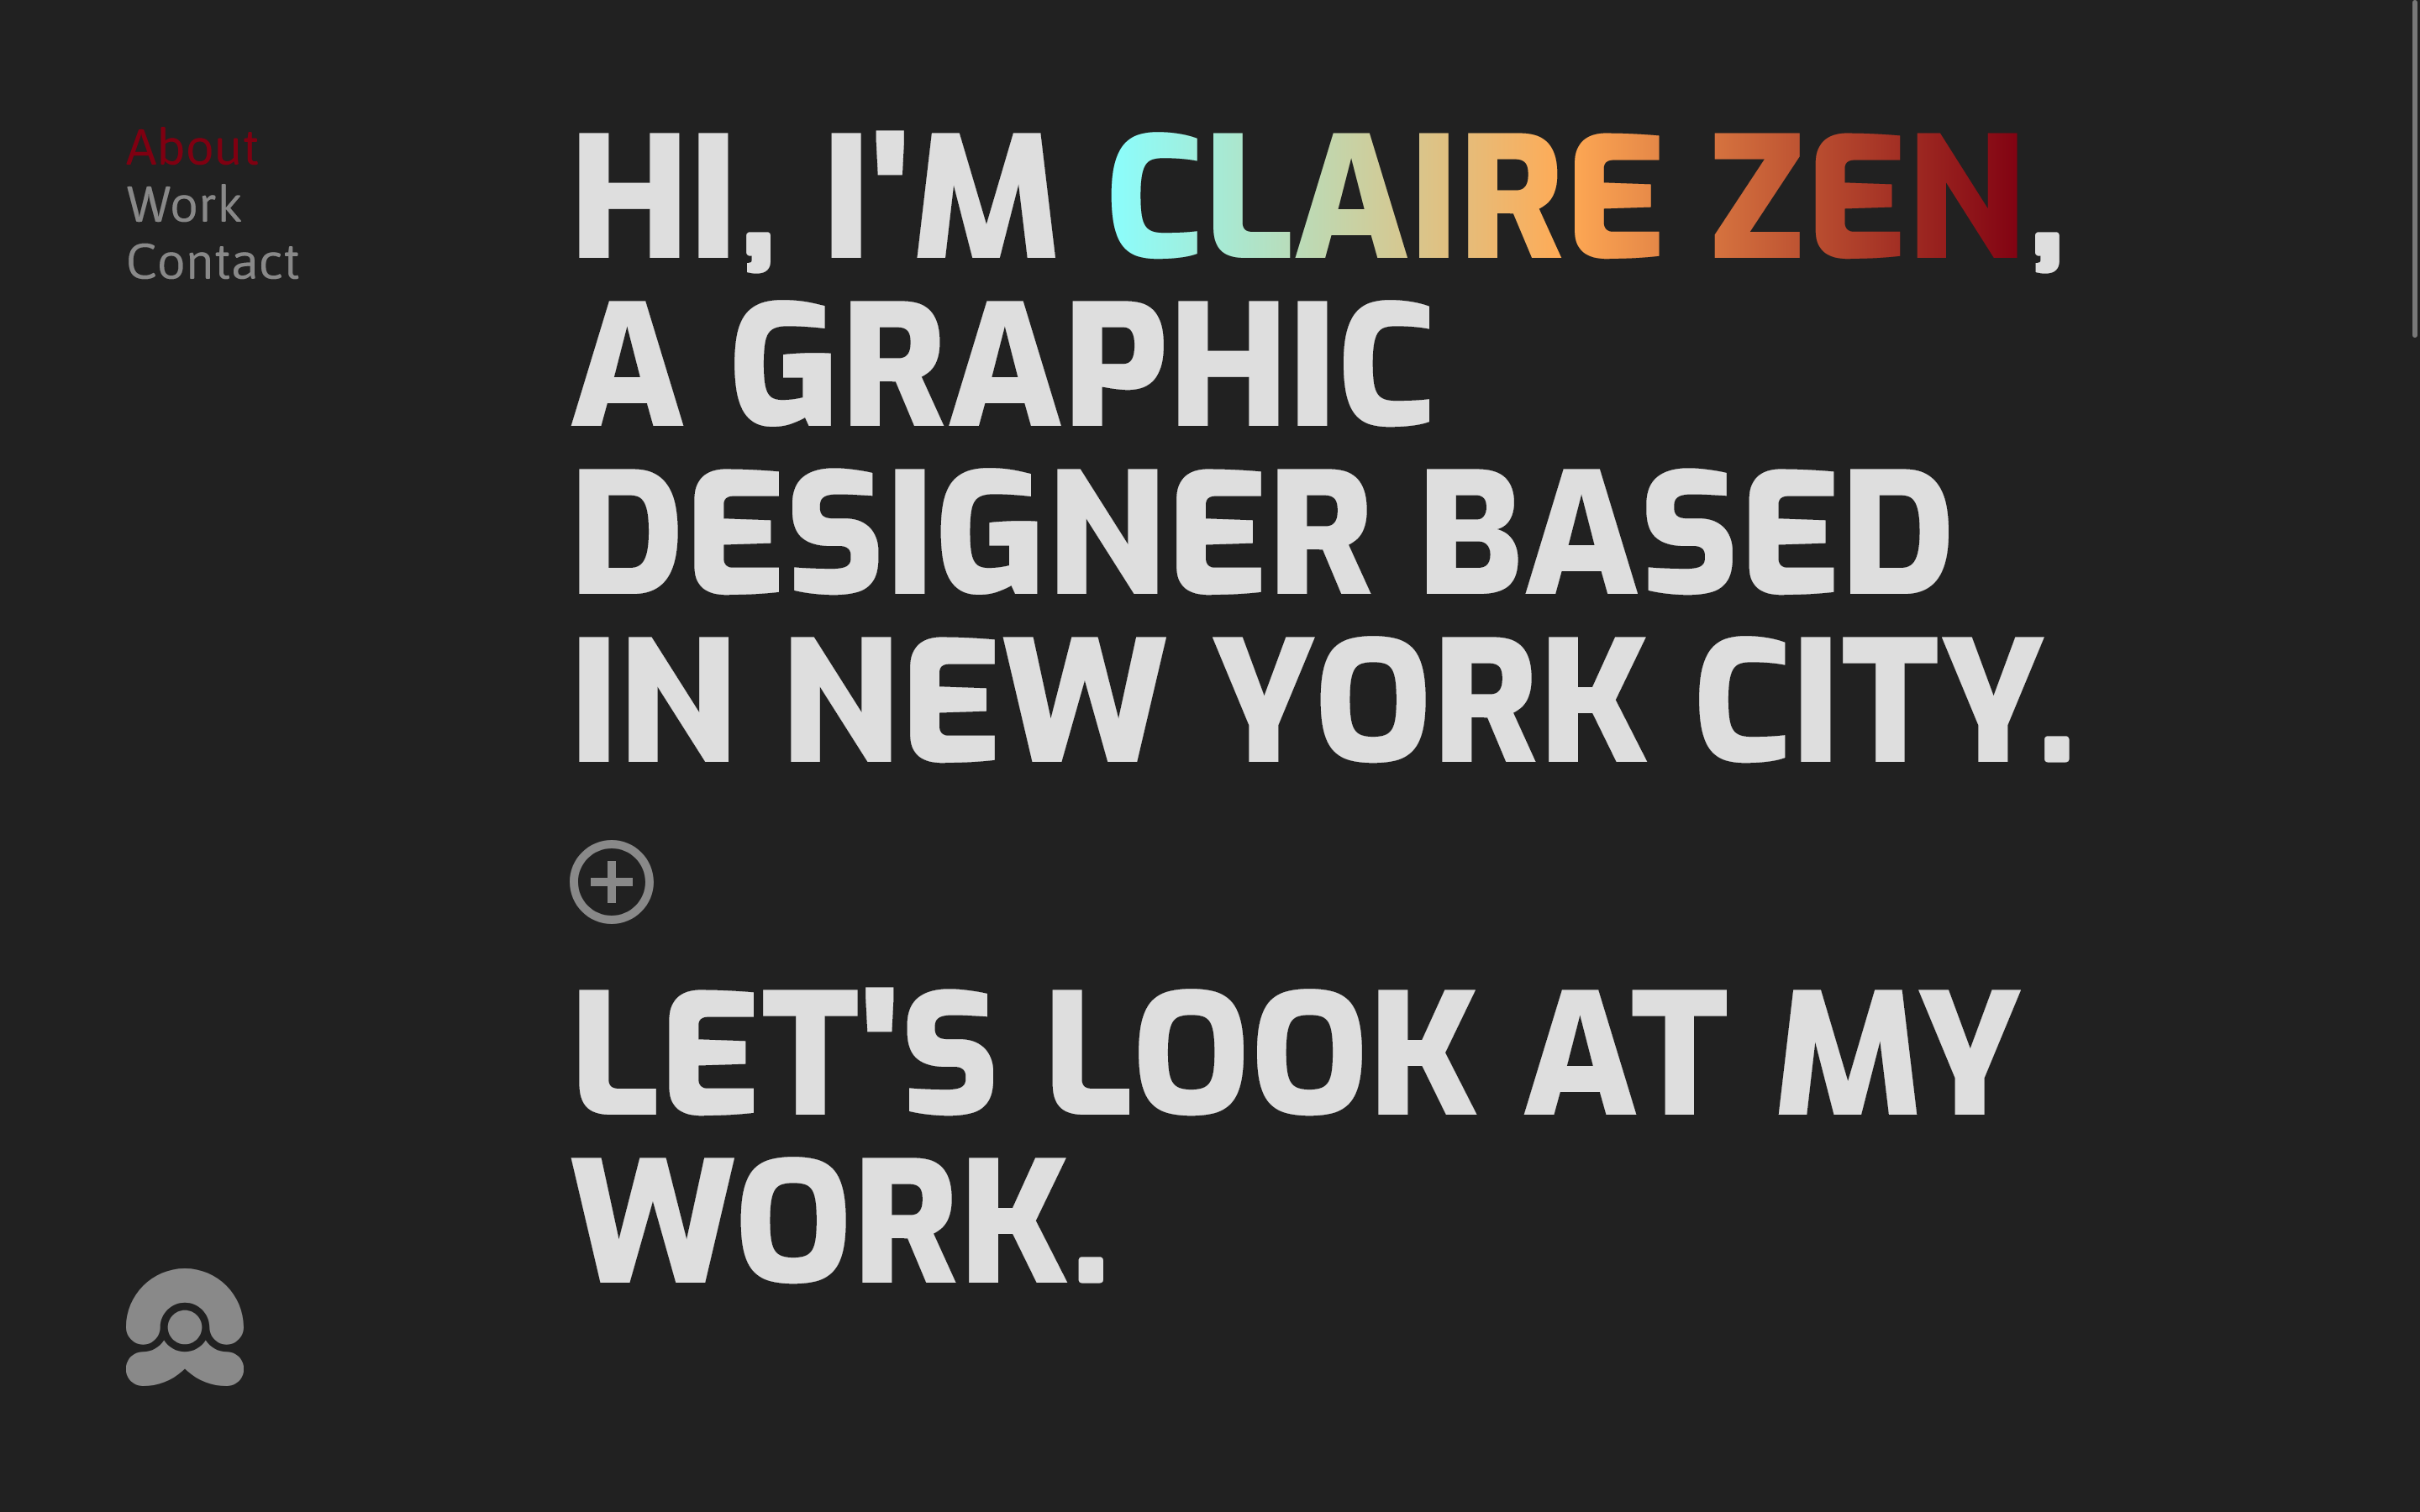 About
Work
Contact
HI, I'M CLAIRE ZEN,
A GRAPHIC
DESIGNER BASED
IN NEW YORK CITY.
LET'S LOOK AT MY
WORK.